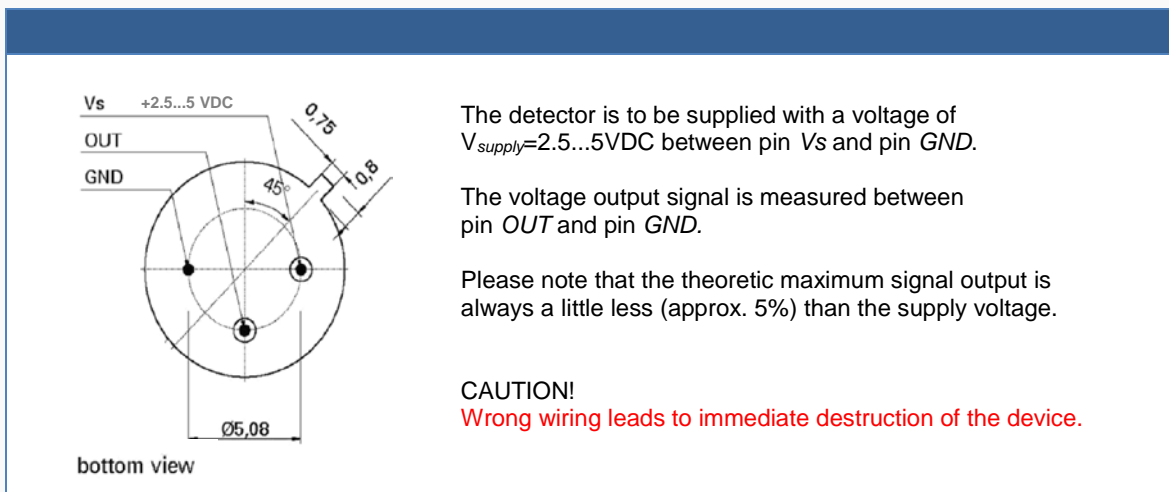 Vs +2.5...5 VDC
OUT
GND
0,75
0,8
45°
Ø5,08
bottom view
The detector is to be supplied with a voltage of
Vsupply=2.5...5VDC between pin Vs and pin GND.
The voltage output signal is measured between
pin OUT and pin GND.
Please note that the theoretic maximum signal output is
always a little less (approx. 5%) than the supply voltage.
CAUTION!
Wrong wiring leads to immediate destruction of the device.